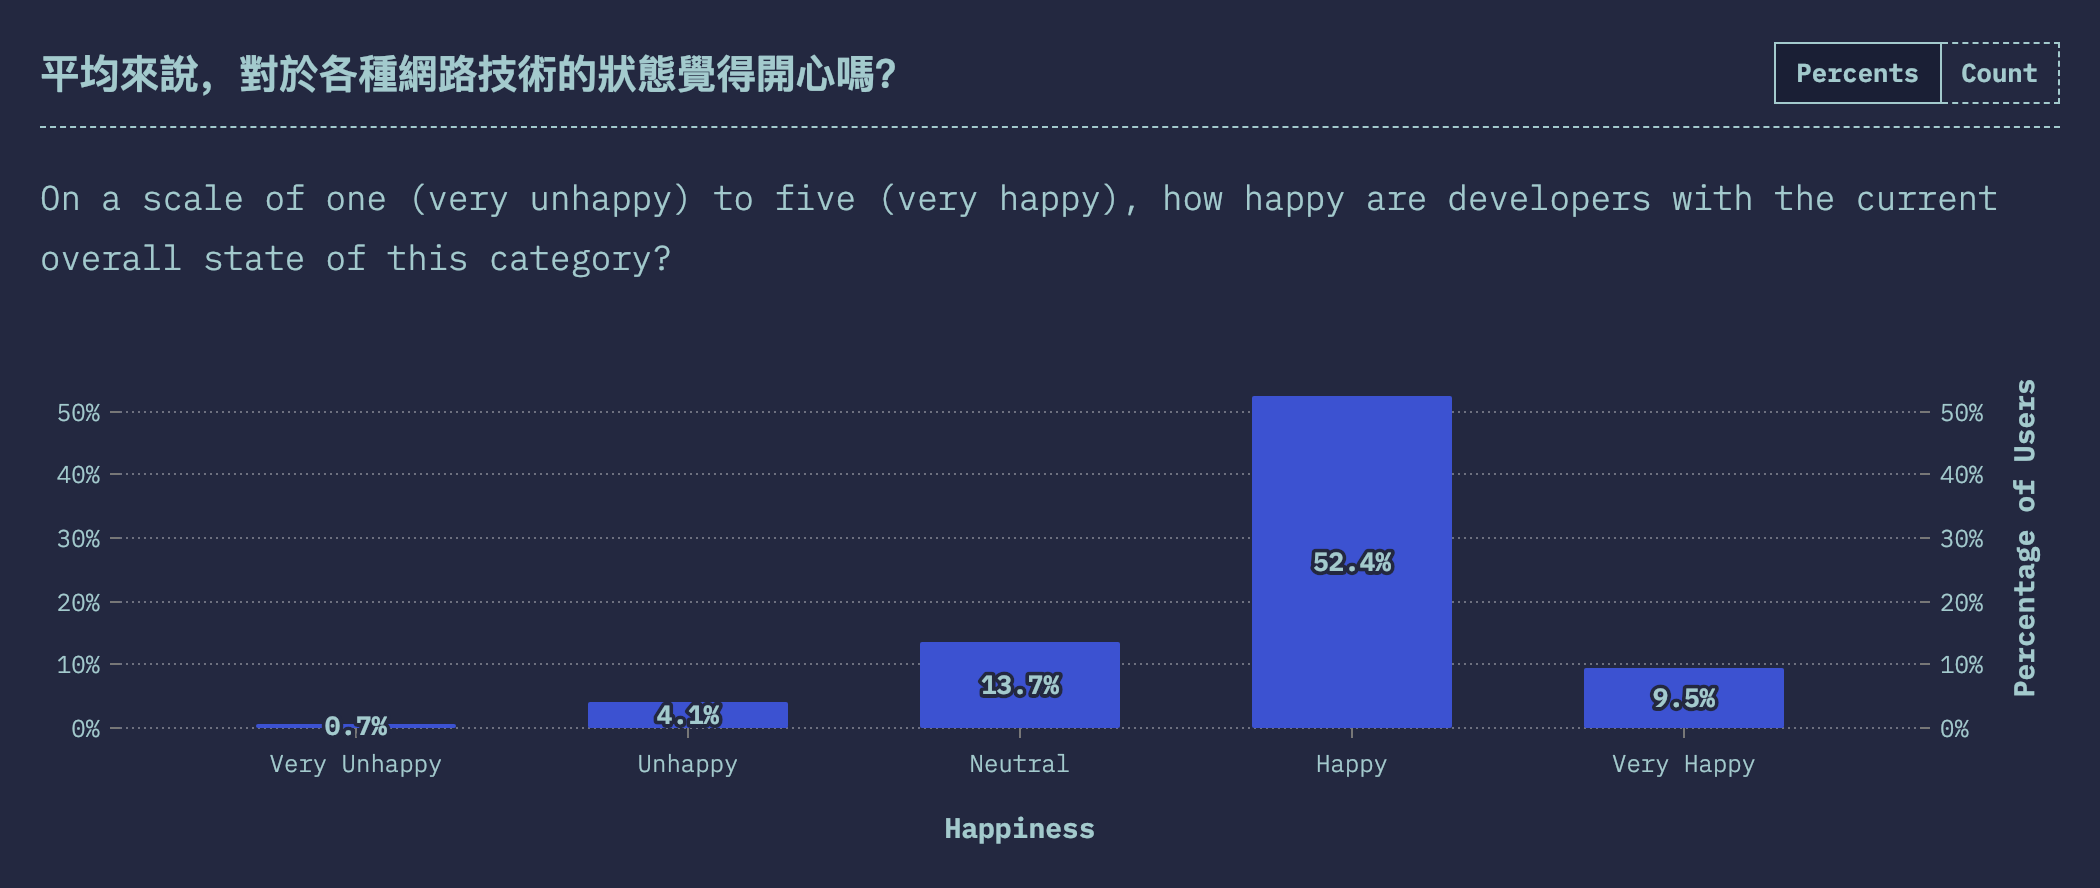 平均來說，對於各種網路技術的狀態覺得開心嗎？
Percents
Count
On a scale of one (very unhappy) to five (very happy), how happy are developers with the current
overall state of this category?
50%
50%
40%
40%
30%
30%
20%
20%
10%
10%
0%
0%
Percentage of Users
0.7%
4.1%
13.7%
52.4%
9.5%
Very Unhappy
Unhappy
Neutral
Happy
Very Happy
Happiness